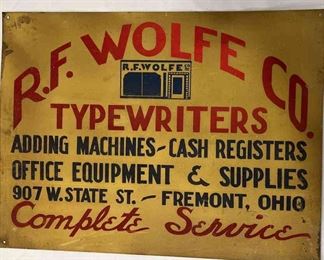 R.F. WOLFE CO.
R.F.WOLFE CO
TYPEWRITERS
ADDING MACHINES - CASH REGISTERS
OFFICE EQUIPMENT & SUPPLIES
907 W. STATE ST. - FREMONT, OHIO
Complete Service